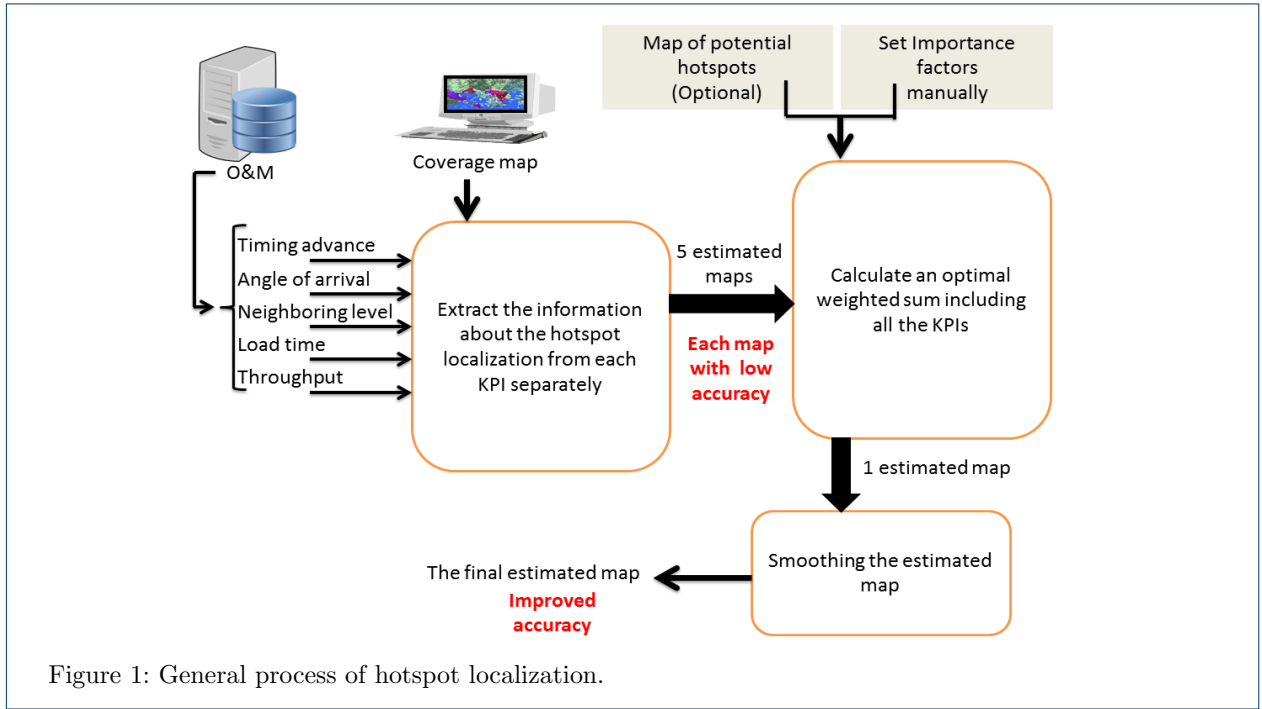 Map of potential
hotspots
(Optional)
Set Importance
factors
manually
O&M
Coverage map
Timing advance
Angle of arrival
Neighboring level
Load time
Throughput
Extract the information
about the hotspot
localization from each
KPI separately
5 estimated
maps
Each map
with low
accuracy
Calculate an optimal
weighted sum including
all the KPIs
1 estimated map
Smoothing the estimated
map
The final estimated map
Improved
accuracy
Figure 1: General process of hotspot localization.